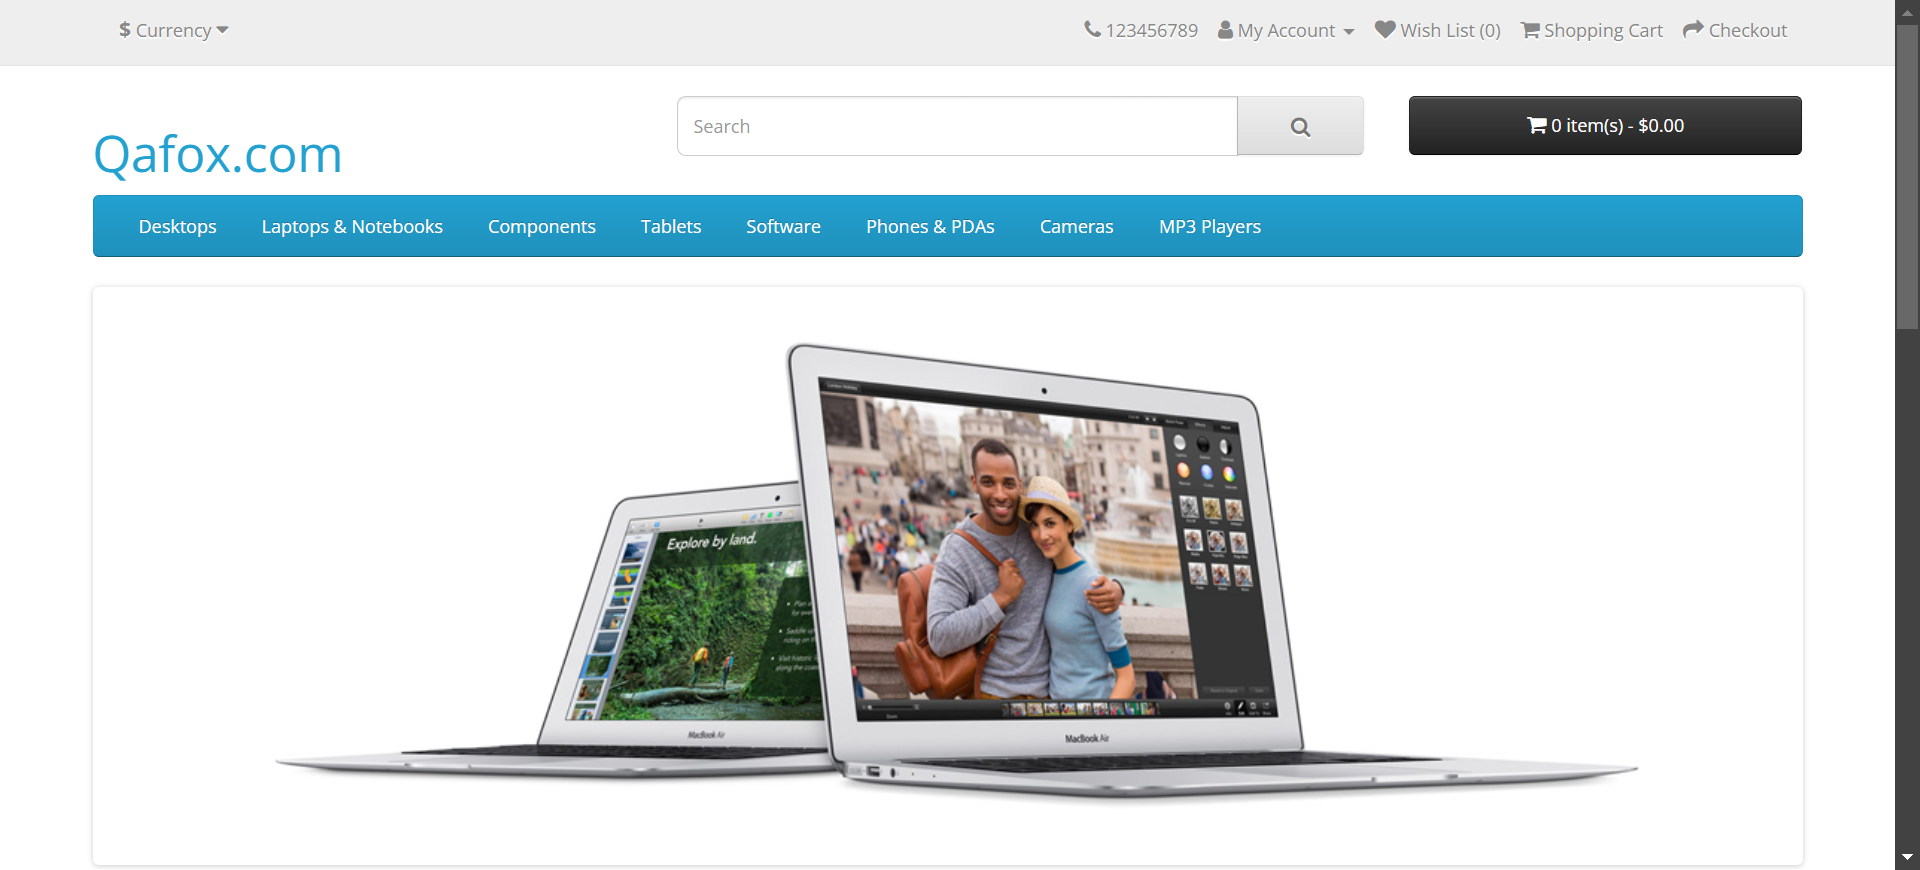 $ Currency
123456789 My Account Wish List (0) Shopping Cart Checkout
Search
0 item(s) - $0.00
Qafox.com
Desktops Laptops & Notebooks Components Tablets Software Phones & PDAs Cameras MP3 Players
Explore by land.
MacBook Air
MacBook Air